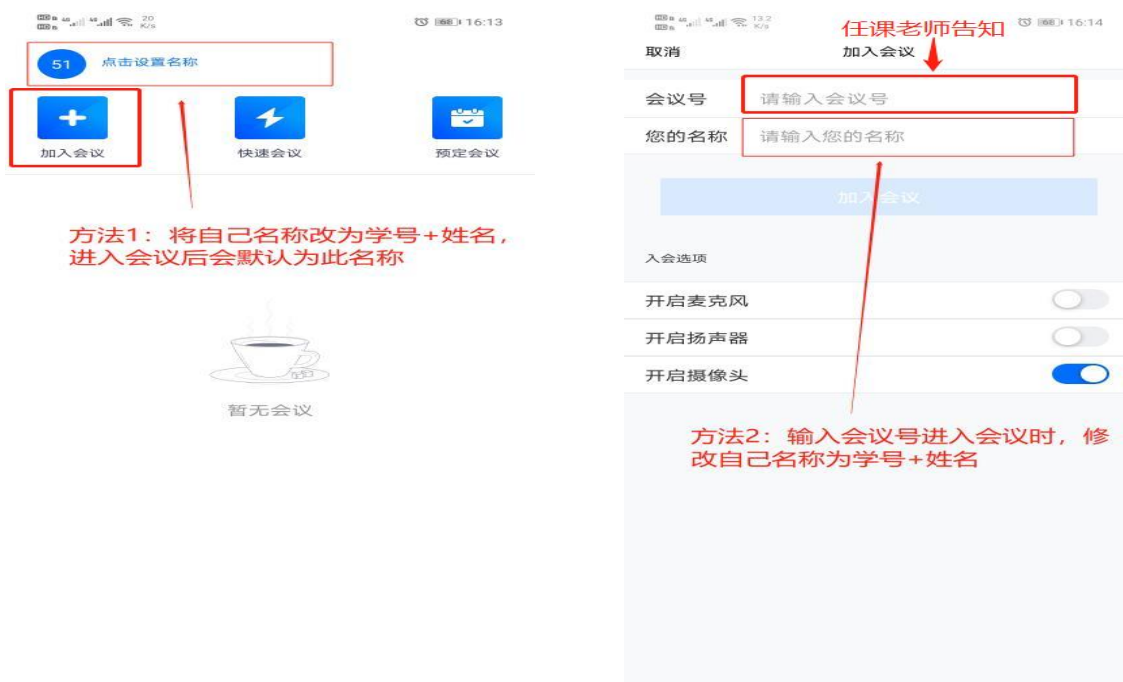 20
K/s
16:13
51 点击设置名称
加入会议 快速会议 预定会议
方法1：将自己名称改为学号+姓名，
进入会议后会默认为此名称
暂无会议
13.2
K/s
16:14
任课老师告知
取消 加入会议
会议号 请输入会议号
您的名称 请输入您的名称
加入会议
入会选项
开启麦克风
开启扬声器
开启摄像头
方法2：输入会议号进入会议时，修
改自己名称为学号+姓名